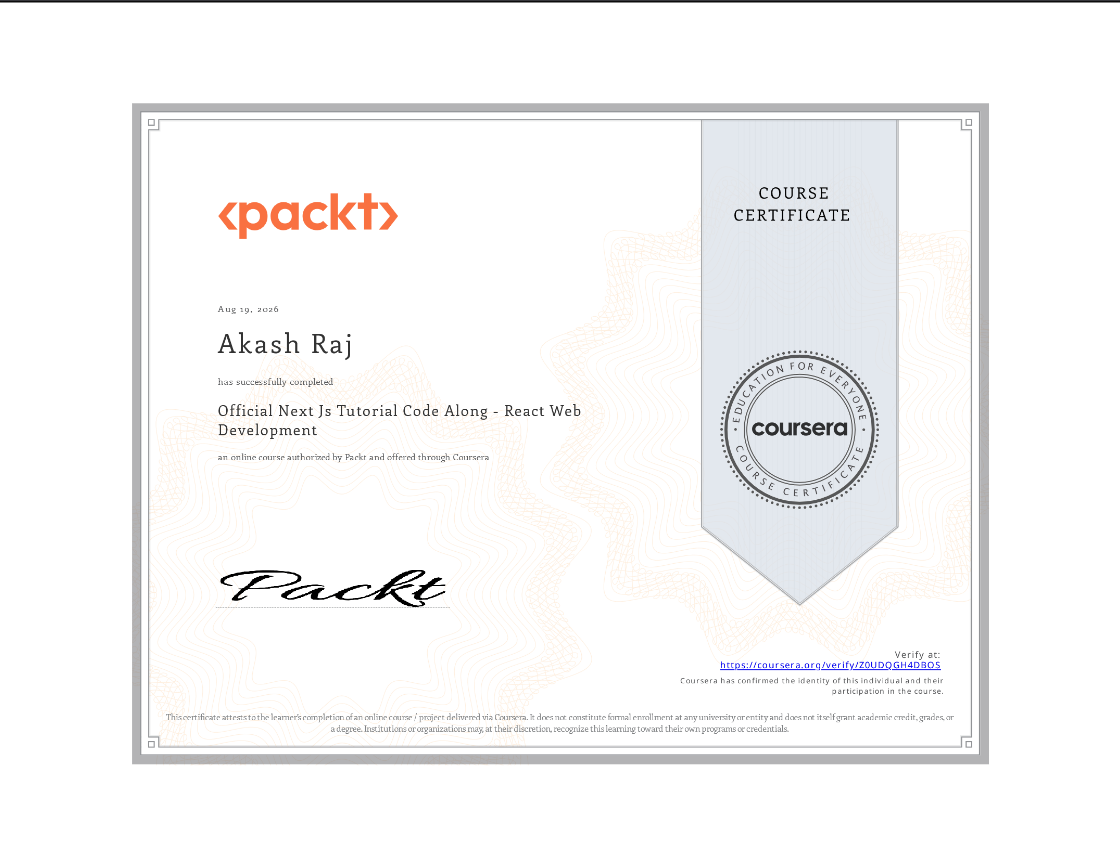 <packt>
COURSE
CERTIFICATE
Aug 19, 2026
Akash Raj
has successfully completed
Official Next Js Tutorial Code Along - React Web
Development
an online course authorized by Packt and offered through Coursera
EDUCATION FOR EVERYONE
coursera
COURSE CERTIFICATE
Packt
Verify at:
https://coursera.org/verify/Z0UDQGH4DBOS
Coursera has confirmed the identity of this individual and their
participation in the course.
This certificate attests to the learner's completion of an online course / project delivered via Coursera. It does not constitute formal enrollment at any university or entity and does not itself grant academic credit, grades, or
a degree. Institutions or organizations may, at their discretion, recognize this learning toward their own programs or credentials.